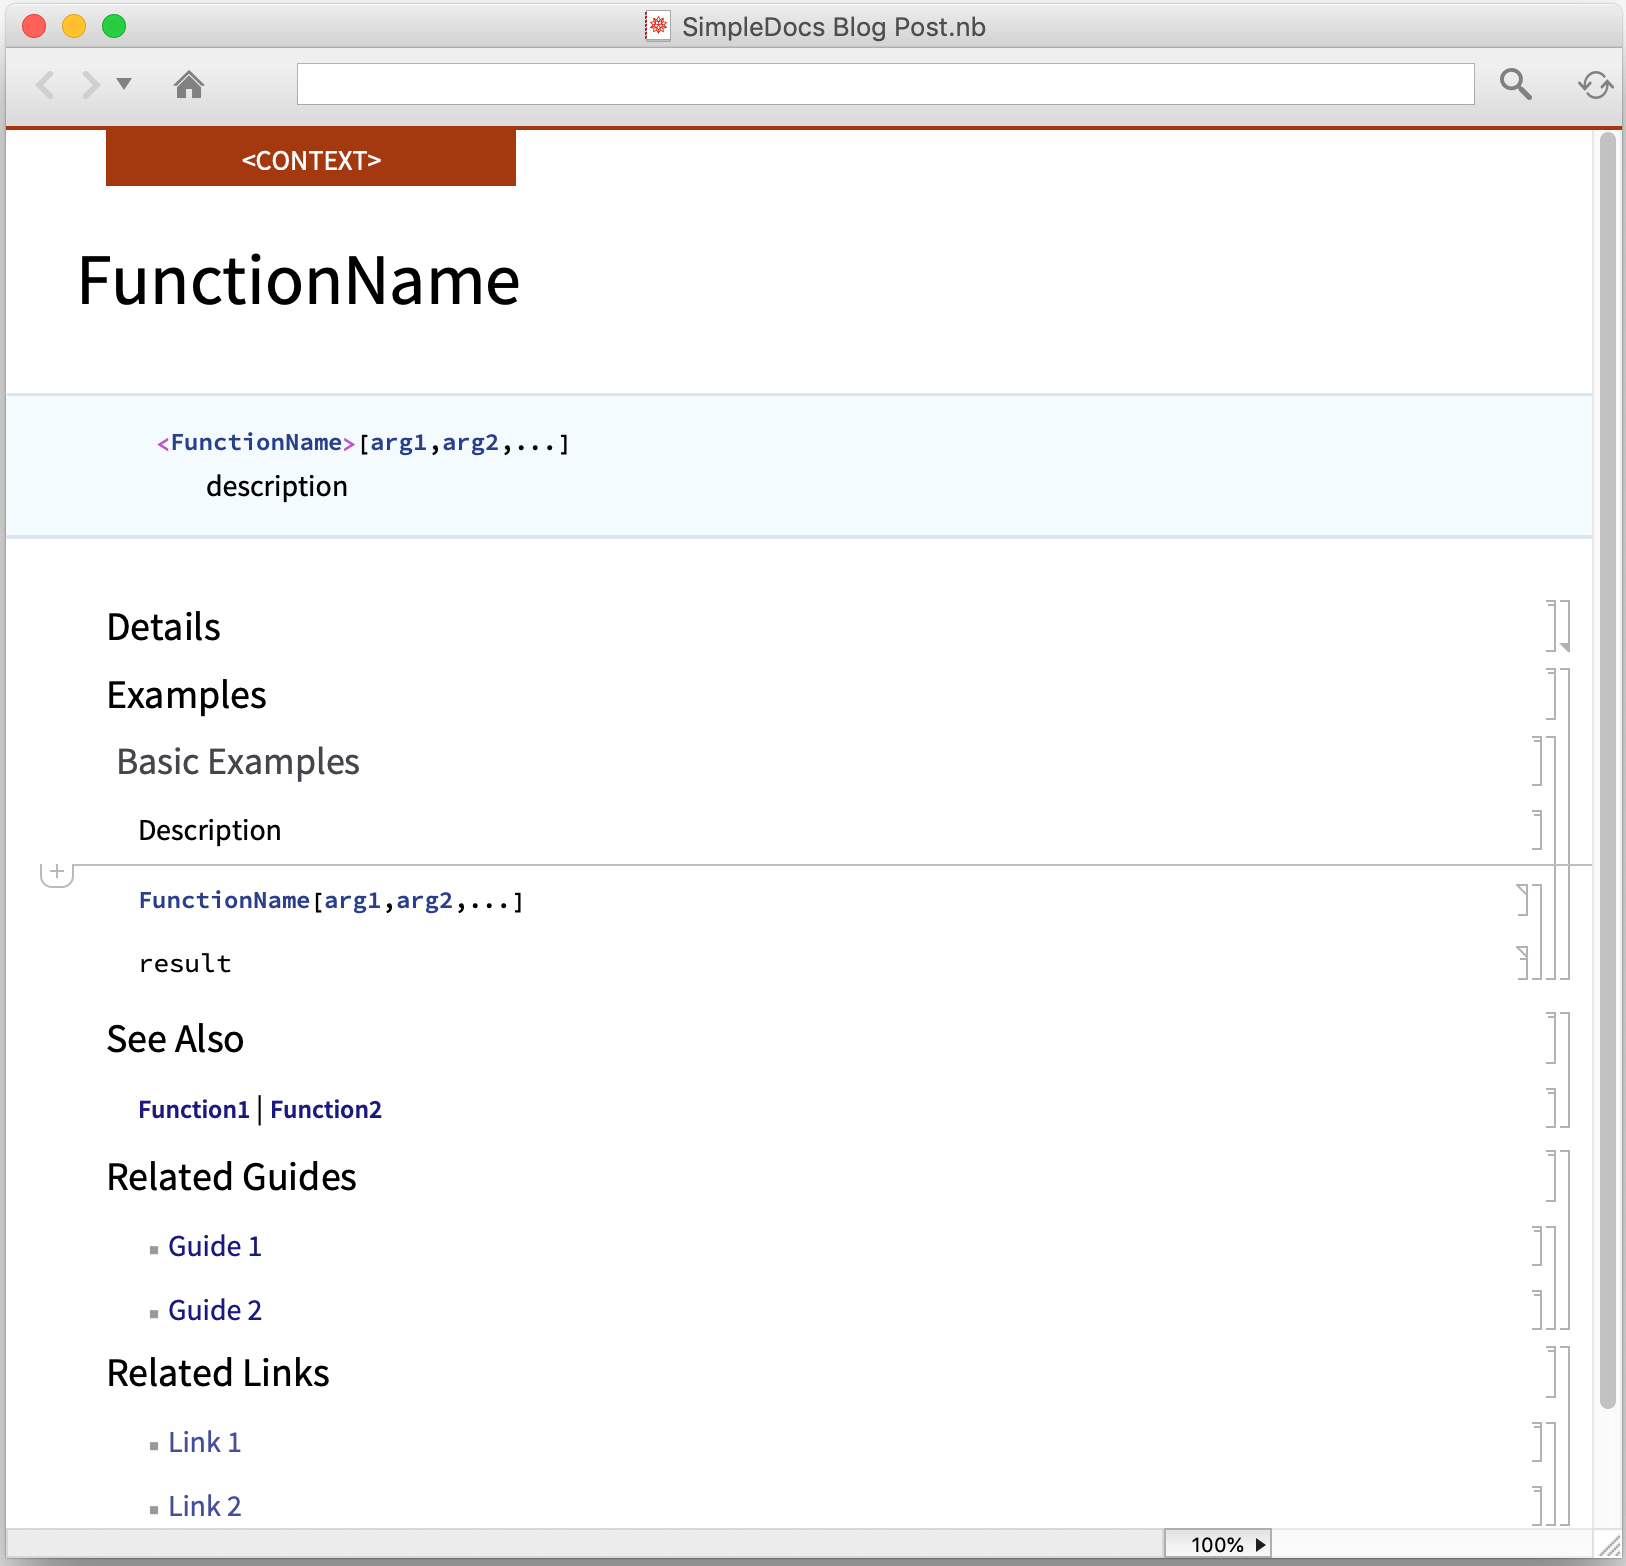 SimpleDocs Blog Post.nb
<CONTEXT>
FunctionName
<FunctionName>[arg1,arg2,...]
description
Details
Examples
Basic Examples
Description
FunctionName[arg1,arg2,...]
result
See Also
Function1 | Function2
Related Guides
Guide 1
Guide 2
Related Links
Link 1
Link 2
100%